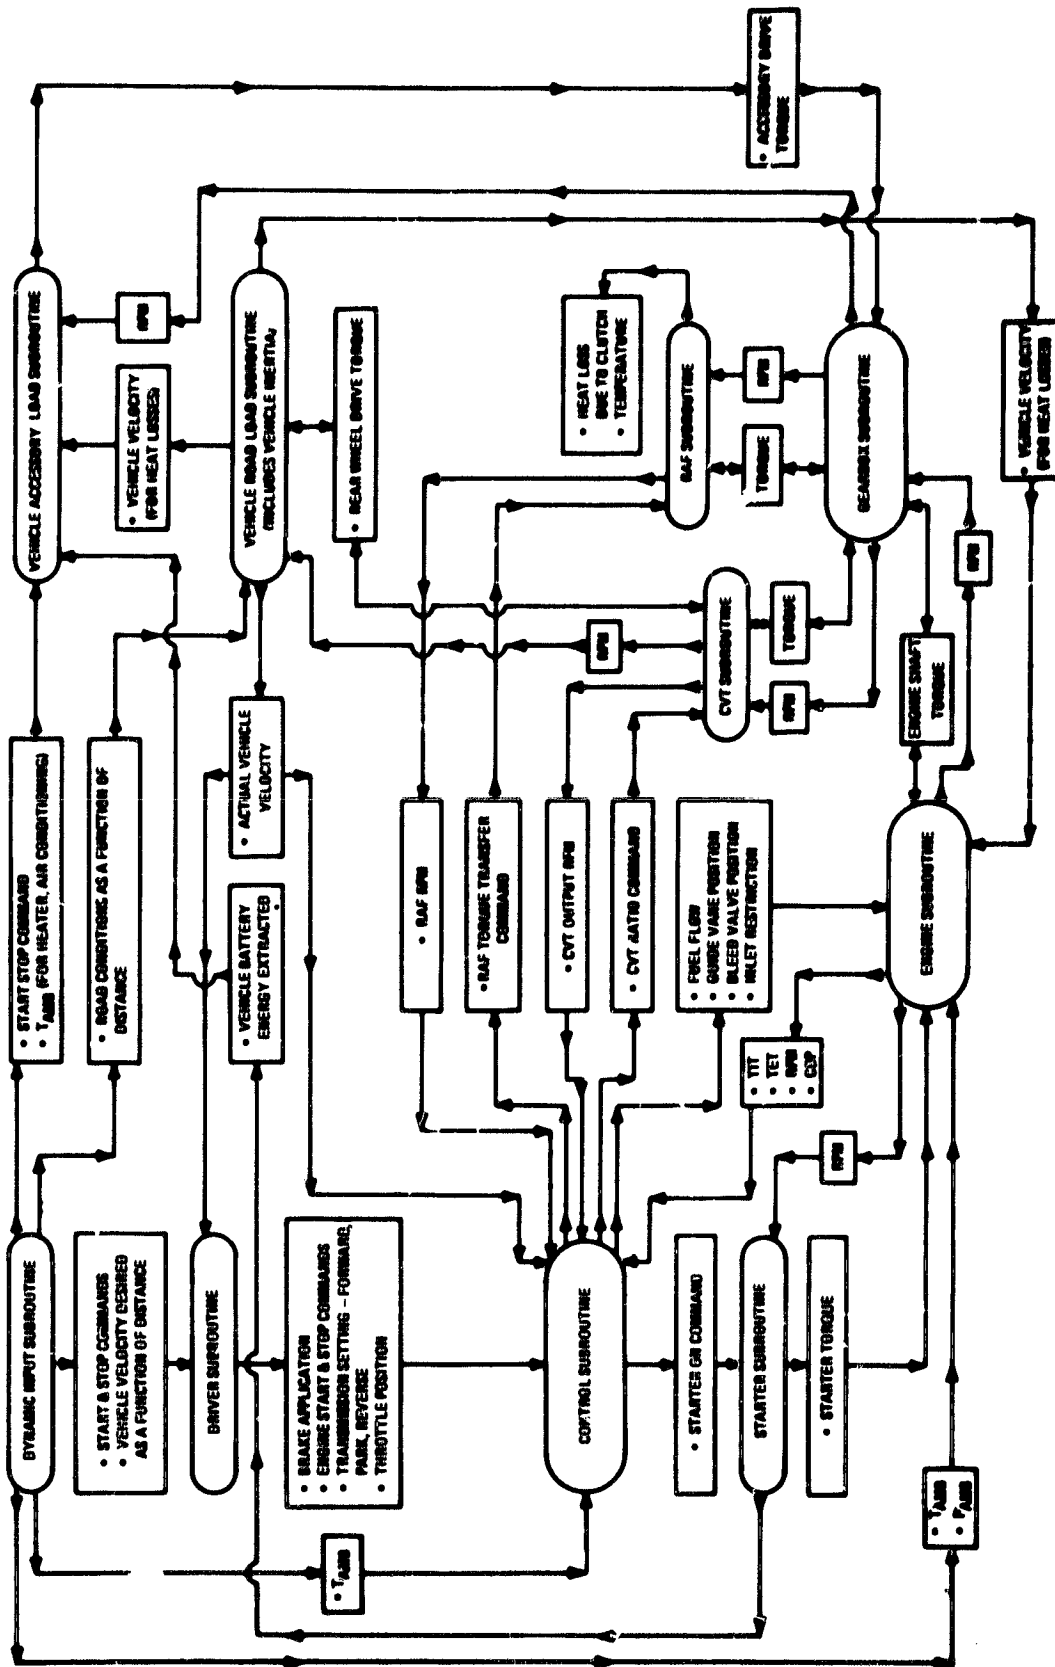 DYNAMIC INPUT SUBROUTINE
• START & STOP COMMANDS
• VEHICLE VELOCITY DESIRED
AS A FUNCTION OF DISTANCE
DRIVER SUBROUTINE
• BRAKE APPLICATION
• ENGINE START & STOP COMMANDS
• TRANSMISSION SETTING – FORWARD,
PARK, REVERSE
• THROTTLE POSITION
• TAMB
CONTROL SUBROUTINE
• STARTER ON COMMAND
STARTER SUBROUTINE
• STARTER TORQUE
• TAMB
• PAMB
• START STOP COMMAND
• TAMB (FOR HEATER, AIR CONDITIONING)
• ROAD CONDITIONS AS A FUNCTION OF
DISTANCE
• VEHICLE BATTERY
ENERGY EXTRACTED
• ACTUAL VEHICLE
VELOCITY
• RAF RPM
• RAF TORQUE TRANSFER
COMMAND
• CVT OUTPUT RPM
• CVT RATIO COMMAND
• FUEL FLOW
• GUIDE VANE POSITION
• BLEED VALVE POSITION
• INLET RESTRICTION
• TIT
• TET
• RPM
• CDP
RPM
ENGINE SUBROUTINE
VEHICLE ACCESSORY LOAD SUBROUTINE
• VEHICLE VELOCITY
(FOR HEAT LOSSES)
RPM
VEHICLE ROAD LOAD SUBROUTINE
(INCLUDES VEHICLE INERTIA)
• REAR WHEEL DRIVE TORQUE
RPM
CVT SUBROUTINE
RPM
TORQUE
• HEAT LOSS
DUE TO CLUTCH
• TEMPERATURE
RAF SUBROUTINE
TORQUE
RPM
GEARBOX SUBROUTINE
ENGINE SHAFT
TORQUE
RPM
• VEHICLE VELOCITY
(FOR HEAT LOSSES)
• ACCESSORY DRIVE
TORQUE